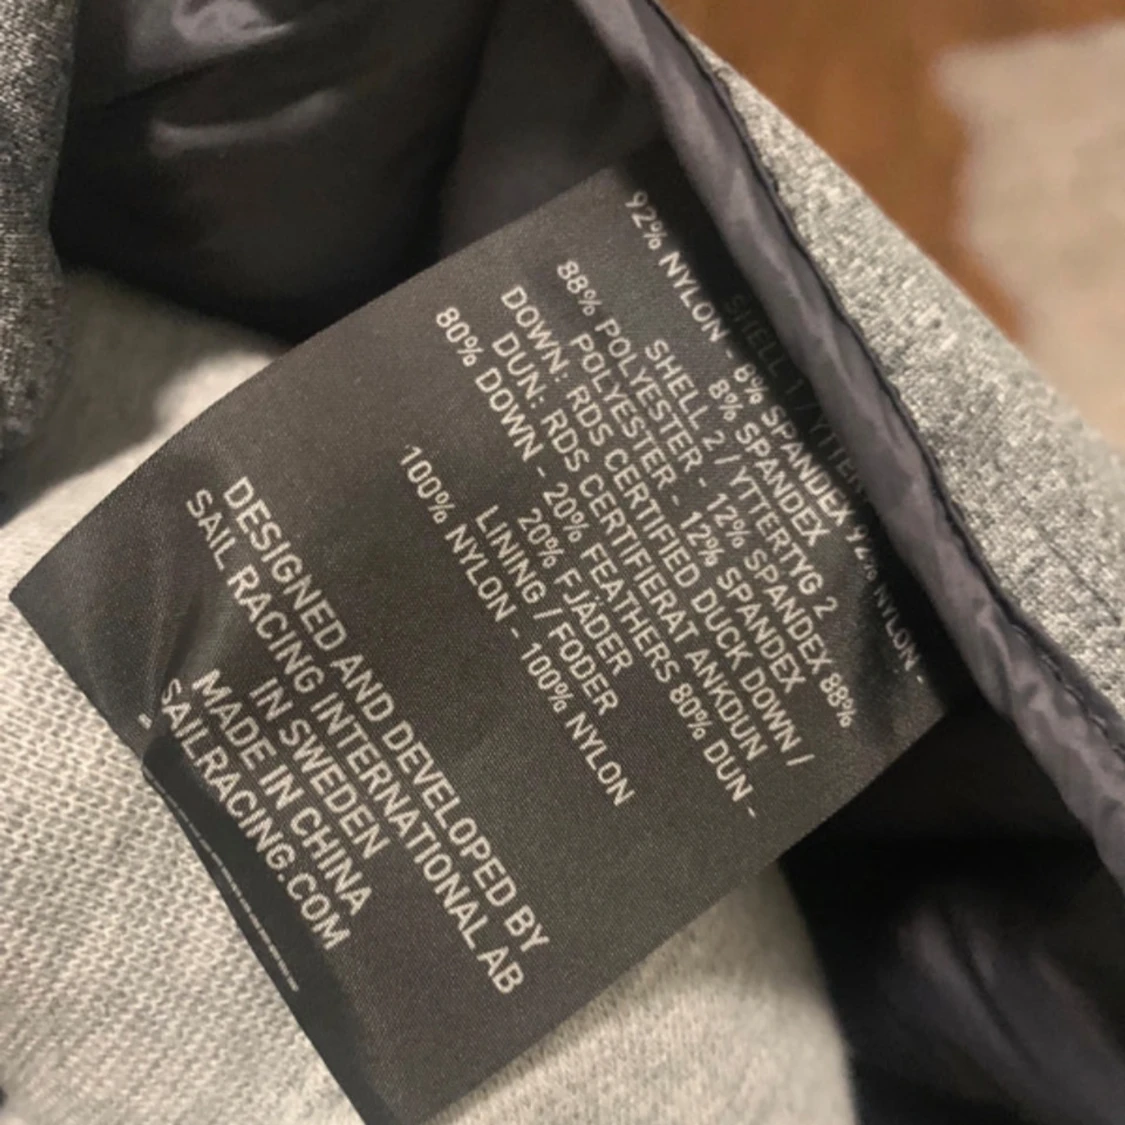 SHELL 1 / YTTER
92% NYLON - 8% SPANDEX 92% NYLON -
8% SPANDEX
SHELL 2 / YTTERTYG 2
88% POLYESTER - 12% SPANDEX 88%
POLYESTER - 12% SPANDEX
DOWN: RDS CERTIFIED DUCK DOWN /
DUN: RDS CERTIFIERAT ANKDUN
80% DOWN - 20% FEATHERS 80% DUN -
20% FJÄDER
LINING / FODER
100% NYLON - 100% NYLON
DESIGNED AND DEVELOPED BY
SAIL RACING INTERNATIONAL AB
IN SWEDEN
MADE IN CHINA
SAILRACING.COM